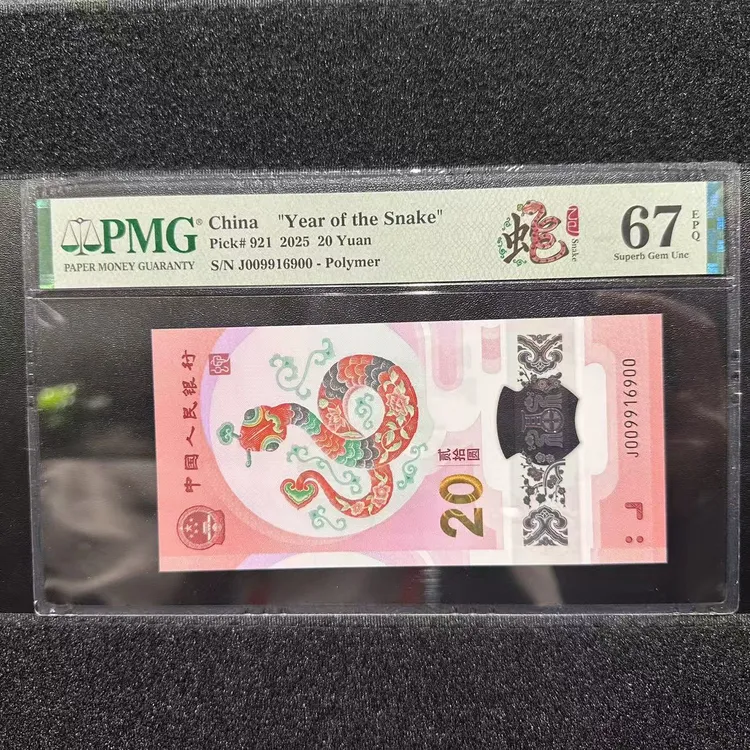 PMG®
PAPER MONEY GUARANTY
China "Year of the Snake"
Pick# 921 2025 20 Yuan
S/N J009916900 - Polymer
蛇
Snake
67
EPQ
Superb Gem Unc
中国人民银行
贰拾圆
20
J009916900